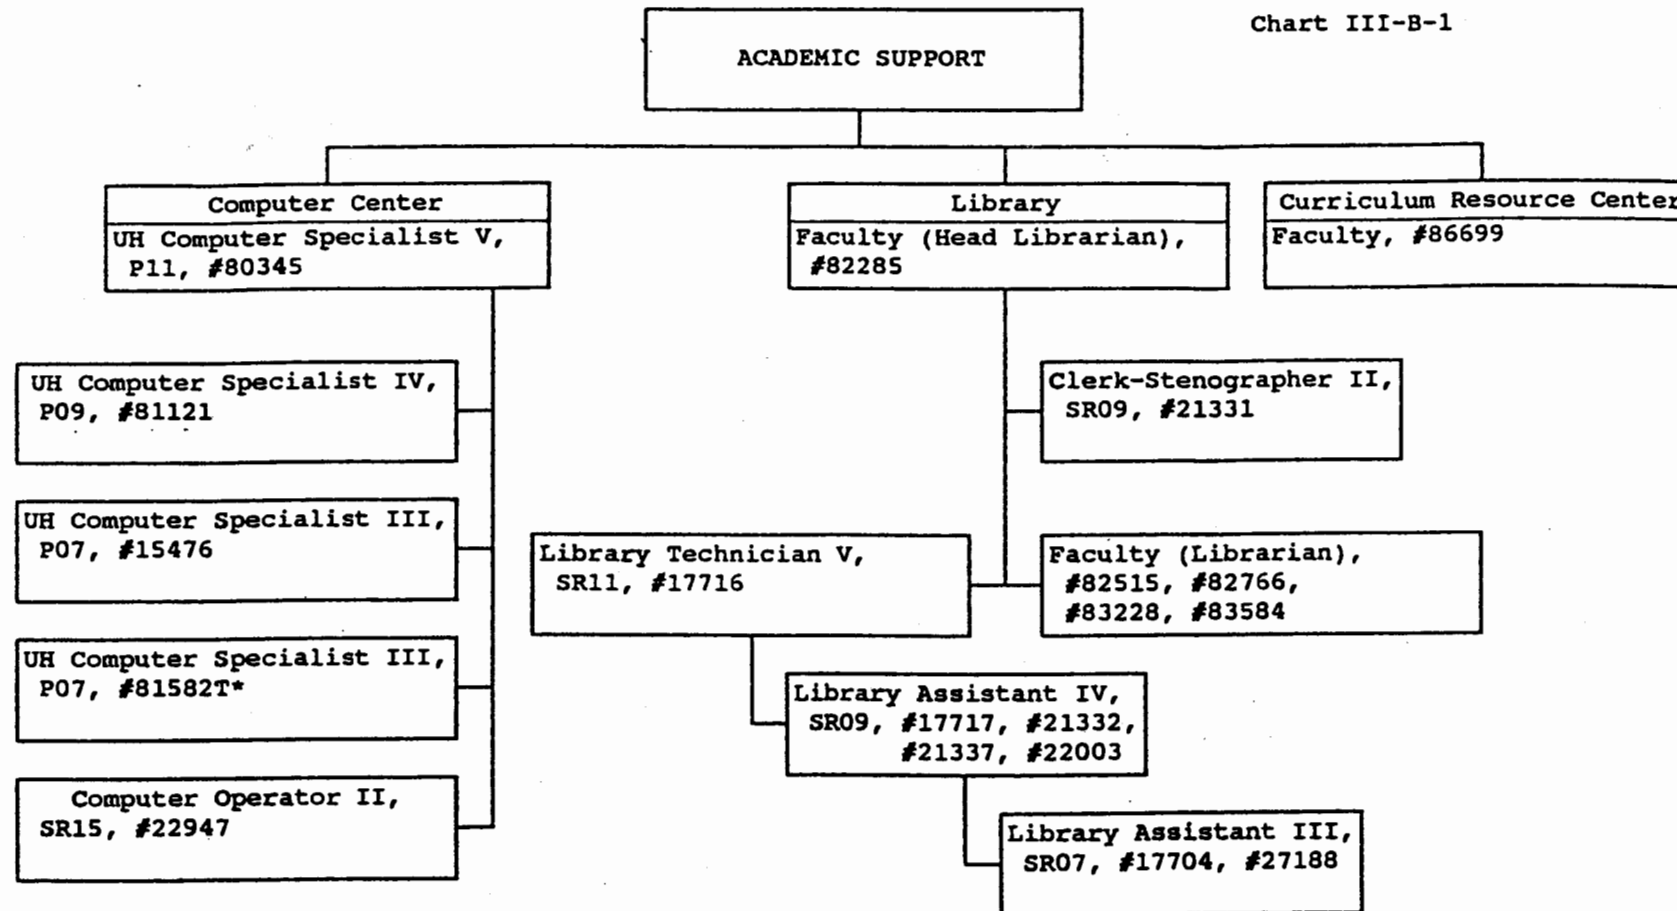 Chart III-B-1
ACADEMIC SUPPORT
Computer Center
UH Computer Specialist V,
P11, #80345
Library
Faculty (Head Librarian),
#82285
Curriculum Resource Center
Faculty, #86699
UH Computer Specialist IV,
P09, #81121
UH Computer Specialist III,
P07, #15476
UH Computer Specialist III,
P07, #81582T*
Computer Operator II,
SR15, #22947
Clerk-Stenographer II,
SR09, #21331
Library Technician V,
SR11, #17716
Faculty (Librarian),
#82515, #82766,
#83228, #83584
Library Assistant IV,
SR09, #17717, #21332,
#21337, #22003
Library Assistant III,
SR07, #17704, #27188